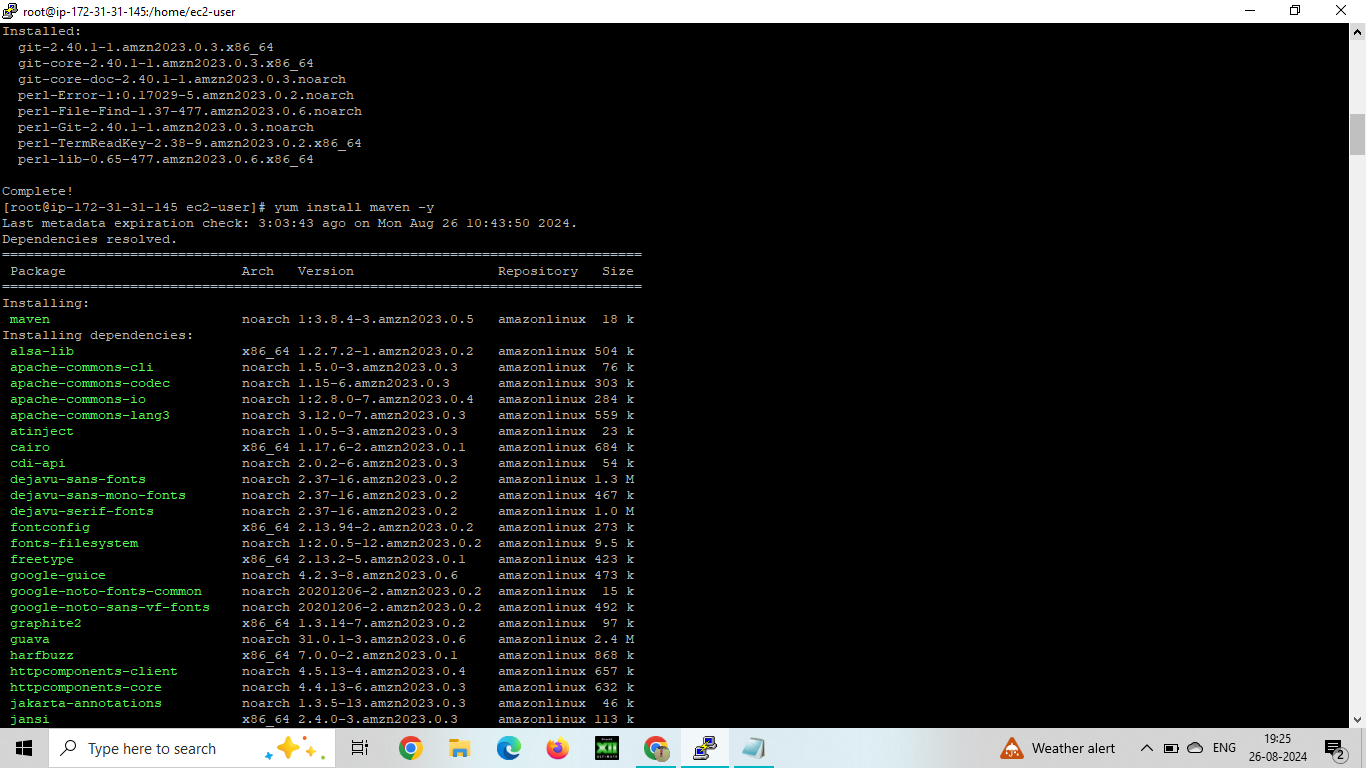 root@ip-172-31-31-145:/home/ec2-user
Installed:
  git-2.40.1-1.amzn2023.0.3.x86_64
  git-core-2.40.1-1.amzn2023.0.3.x86_64
  git-core-doc-2.40.1-1.amzn2023.0.3.noarch
  perl-Error-1:0.17029-5.amzn2023.0.2.noarch
  perl-File-Find-1.37-477.amzn2023.0.6.noarch
  perl-Git-2.40.1-1.amzn2023.0.3.noarch
  perl-TermReadKey-2.38-9.amzn2023.0.2.x86_64
  perl-lib-0.65-477.amzn2023.0.6.x86_64
Complete!
[root@ip-172-31-31-145 ec2-user]# yum install maven -y
Last metadata expiration check: 3:03:43 ago on Mon Aug 26 10:43:50 2024.
Dependencies resolved.
================================================================================
 Package                      Arch   Version                  Repository   Size
================================================================================
Installing:
 maven                        noarch 1:3.8.4-3.amzn2023.0.5   amazonlinux  18 k
Installing dependencies:
 alsa-lib                     x86_64 1.2.7.2-1.amzn2023.0.2   amazonlinux 504 k
 apache-commons-cli           noarch 1.5.0-3.amzn2023.0.3     amazonlinux  76 k
 apache-commons-codec         noarch 1.15-6.amzn2023.0.3      amazonlinux 303 k
 apache-commons-io            noarch 1:2.8.0-7.amzn2023.0.4   amazonlinux 284 k
 apache-commons-lang3         noarch 3.12.0-7.amzn2023.0.3    amazonlinux 559 k
 atinject                     noarch 1.0.5-3.amzn2023.0.3     amazonlinux  23 k
 cairo                        x86_64 1.17.6-2.amzn2023.0.1    amazonlinux 684 k
 cdi-api                      noarch 2.0.2-6.amzn2023.0.3     amazonlinux  54 k
 dejavu-sans-fonts            noarch 2.37-16.amzn2023.0.2     amazonlinux 1.3 M
 dejavu-sans-mono-fonts       noarch 2.37-16.amzn2023.0.2     amazonlinux 467 k
 dejavu-serif-fonts           noarch 2.37-16.amzn2023.0.2     amazonlinux 1.0 M
 fontconfig                   x86_64 2.13.94-2.amzn2023.0.2   amazonlinux 273 k
 fonts-filesystem             noarch 1:2.0.5-12.amzn2023.0.2  amazonlinux 9.5 k
 freetype                     x86_64 2.13.2-5.amzn2023.0.1    amazonlinux 423 k
 google-guice                 noarch 4.2.3-8.amzn2023.0.6     amazonlinux 473 k
 google-noto-fonts-common     noarch 20201206-2.amzn2023.0.2  amazonlinux  15 k
 google-noto-sans-vf-fonts    noarch 20201206-2.amzn2023.0.2  amazonlinux 492 k
 graphite2                    x86_64 1.3.14-7.amzn2023.0.2    amazonlinux  97 k
 guava                        noarch 31.0.1-3.amzn2023.0.6    amazonlinux 2.4 M
 harfbuzz                     x86_64 7.0.0-2.amzn2023.0.1     amazonlinux 868 k
 httpcomponents-client        noarch 4.5.13-4.amzn2023.0.4    amazonlinux 657 k
 httpcomponents-core          noarch 4.4.13-6.amzn2023.0.3    amazonlinux 632 k
 jakarta-annotations          noarch 1.3.5-13.amzn2023.0.3    amazonlinux  46 k
 jansi                        x86_64 2.4.0-3.amzn2023.0.3     amazonlinux 113 k
Type here to search
XII
Weather alert
ENG
19:25
26-08-2024
2